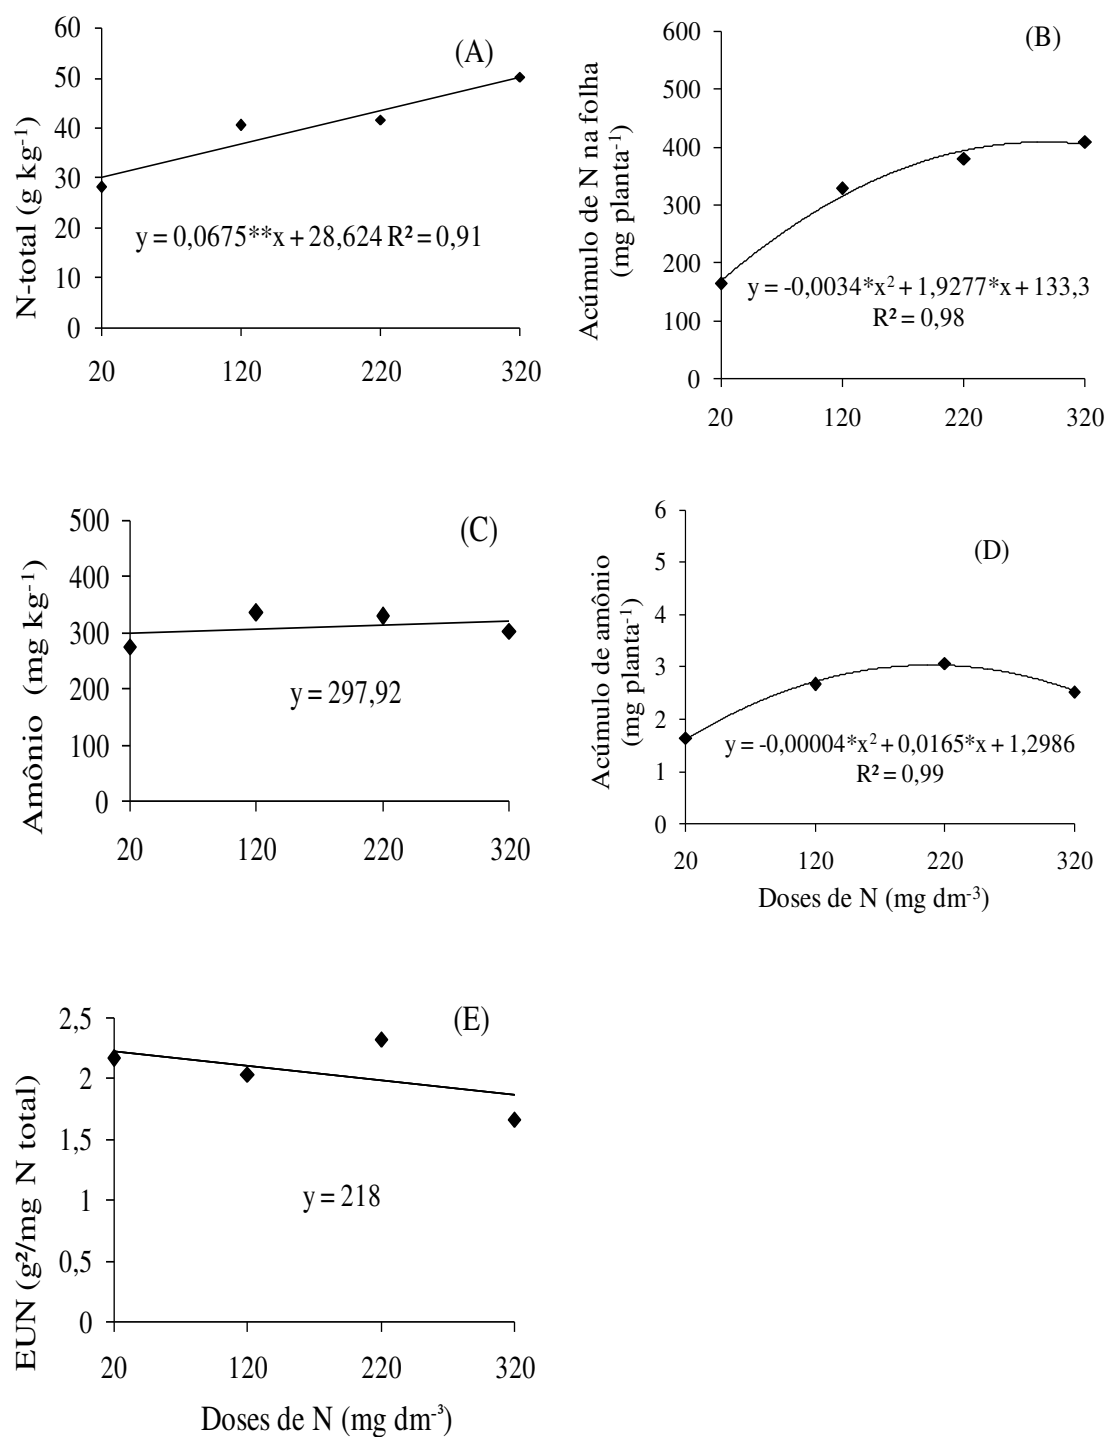 (A)
N-total (g kg⁻¹)
60
50
40
30
20
10
0
y = 0,0675**x + 28,624 R² = 0,91
20 120 220 320
(B)
Acúmulo de N na folha
(mg planta⁻¹)
600
500
400
300
200
100
0
y = -0,0034*x² + 1,9277*x + 133,3
R² = 0,98
20 120 220 320
(C)
Amônio (mg kg⁻¹)
500
400
300
200
100
0
y = 297,92
20 120 220 320
(D)
Acúmulo de amônio
(mg planta⁻¹)
6
5
4
3
2
1
0
y = -0,00004*x² + 0,0165*x + 1,2986
R² = 0,99
20 120 220 320
Doses de N (mg dm⁻³)
(E)
EUN (g²/mg N total)
2,5
2
1,5
1
0,5
0
y = 218
20 120 220 320
Doses de N (mg dm⁻³)